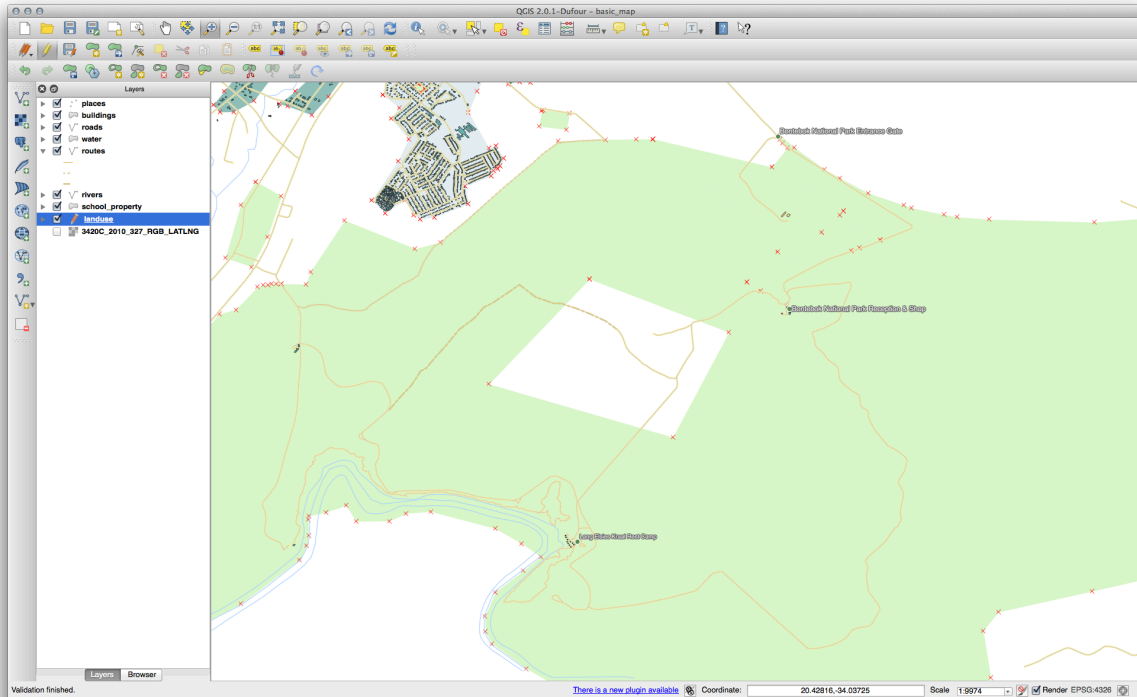 QGIS 2.0.1-Dufour - basic_map
Layers
places
buildings
roads
water
routes
rivers
school_property
landuse
3420C_2010_327_RGB_LATLNG
Bontebok National Park Entrance Gate
Bontebok National Park Reception & Shop
Lang Elsies Kraal Rest Camp
Layers Browser
Validation finished.
There is a new plugin available
Coordinate:
20.42816,-34.03725
Scale
1:9974
Render
EPSG:4326